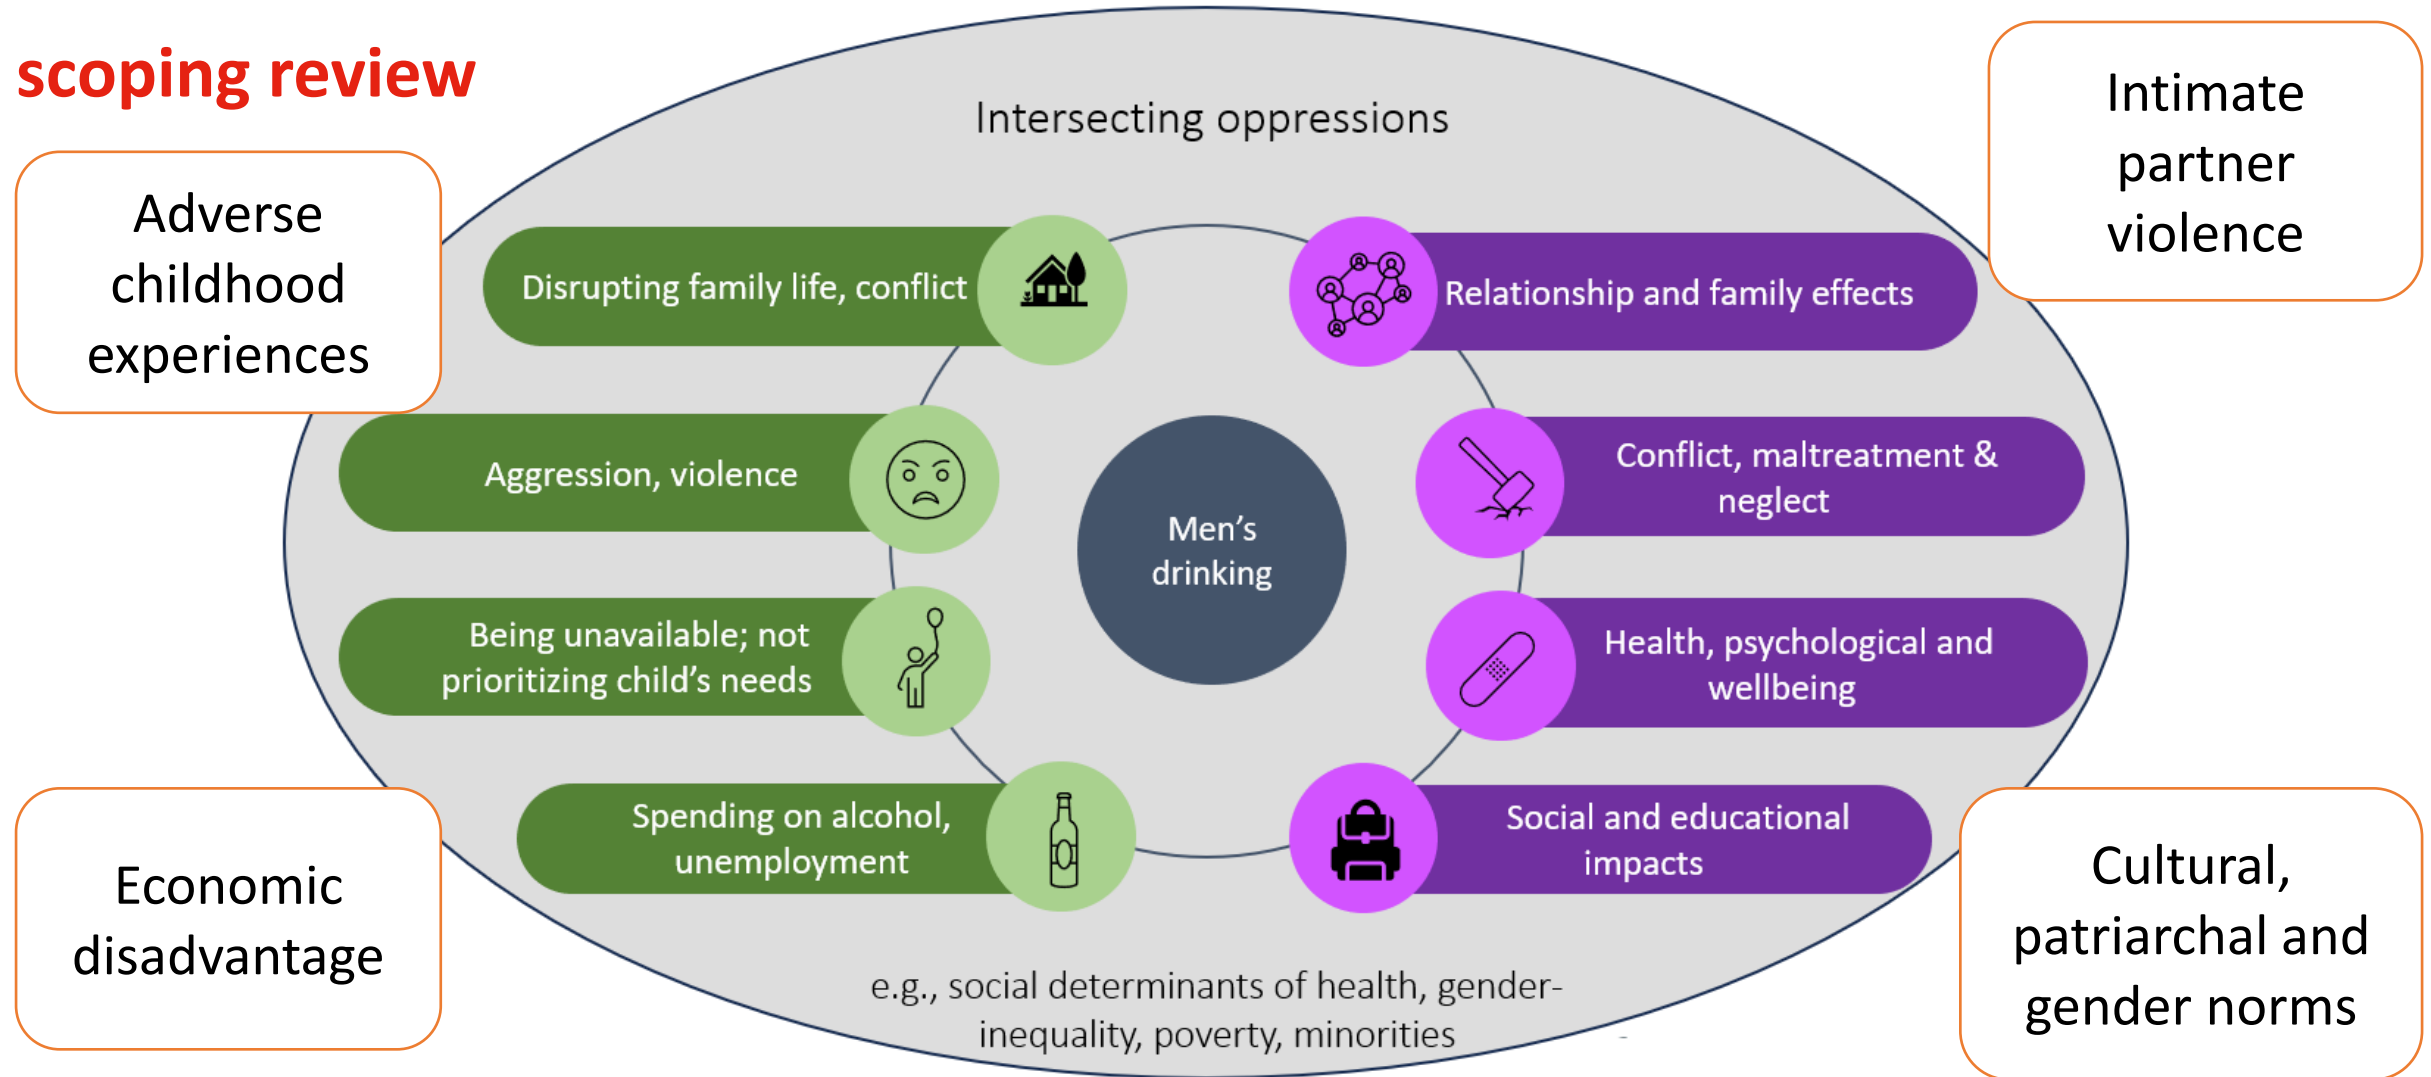 scoping review
Adverse
childhood
experiences
Intersecting oppressions
Intimate
partner
violence
Disrupting family life, conflict
Relationship and family effects
Aggression, violence
Conflict, maltreatment &
neglect
Men’s
drinking
Being unavailable; not
prioritizing child’s needs
Health, psychological and
wellbeing
Spending on alcohol,
unemployment
Social and educational
impacts
Economic
disadvantage
Cultural,
patriarchal and
gender norms
e.g., social determinants of health, gender-
inequality, poverty, minorities